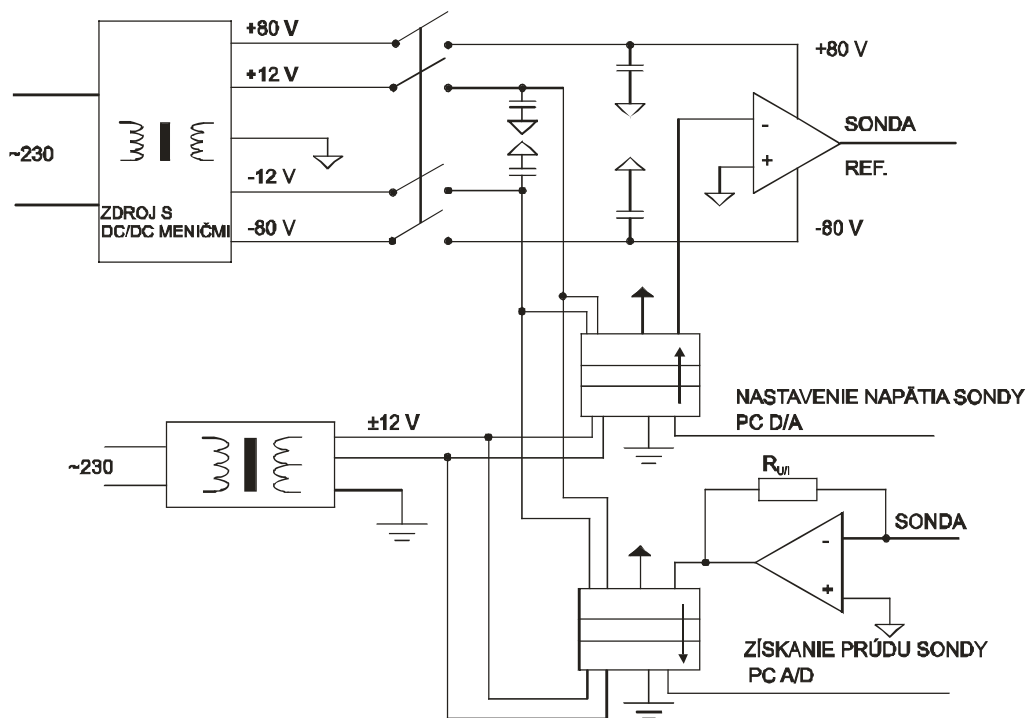 +80 V
+12 V
~230
-12 V
ZDROJ S
DC/DC MENIČMI
-80 V
+80 V
-
+
SONDA
REF.
-80 V
NASTAVENIE NAPÄTIA SONDY
PC D/A
±12 V
~230
RU/I
SONDA
-
+
ZÍSKANIE PRÚDU SONDY
PC A/D